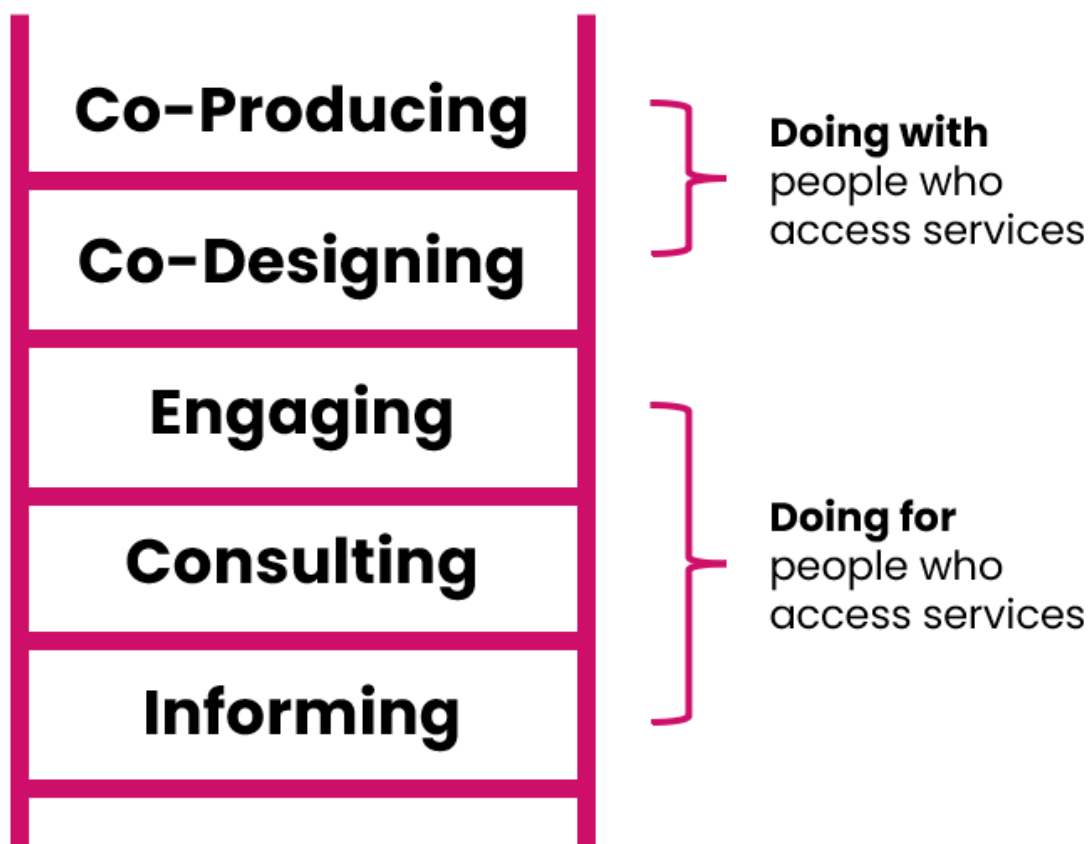 Co-Producing
Co-Designing
Engaging
Consulting
Informing
Doing with
people who
access services
Doing for
people who
access services